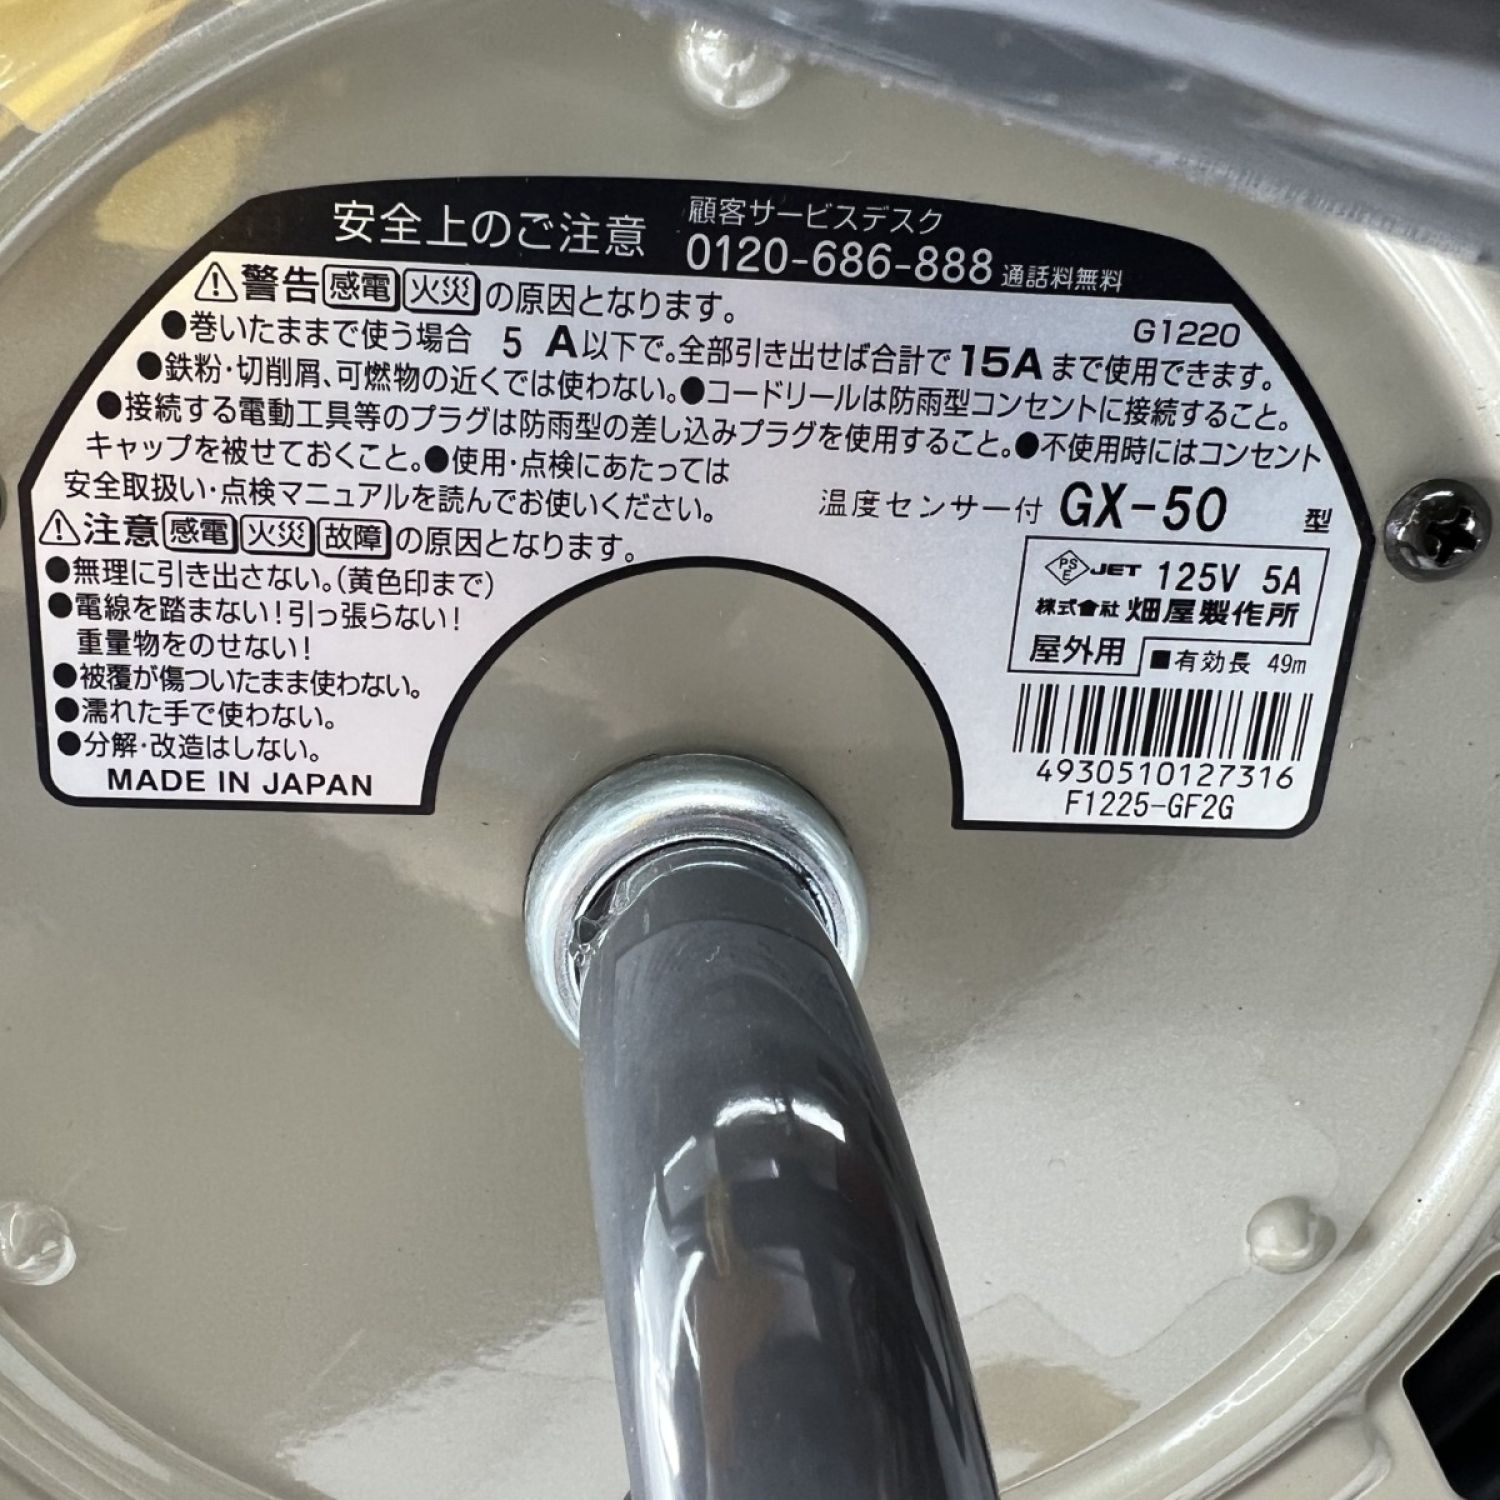 安全上のご注意 顧客サービスデスク
0120-686-888 通話料無料
⚠警告 感電 火災 の原因となります。
G1220
●巻いたままで使う場合 5 A以下で。全部引き出せば合計で15Aまで使用できます。
●鉄粉・切削屑、可燃物の近くでは使わない。●コードリールは防雨型コンセントに接続すること。
●接続する電動工具等のプラグは防雨型の差し込みプラグを使用すること。●不使用時にはコンセント
キャップを被せておくこと。●使用・点検にあたっては
安全取扱い・点検マニュアルを読んでお使いください。
⚠注意 感電 火災 故障 の原因となります。
●無理に引き出さない。(黄色印まで)
●電線を踏まない!引っ張らない!
重量物をのせない!
●被覆が傷ついたまま使わない。
●濡れた手で使わない。
●分解・改造はしない。
MADE IN JAPAN
温度センサー付 GX-50 型
PSE JET 125V 5A
株式会社 畑屋製作所
屋外用 ■有効長 49m
4930510127316
F1225-GF2G